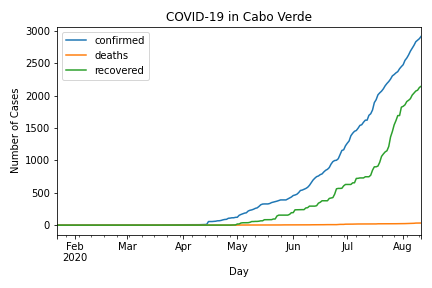 COVID-19 in Cabo Verde
confirmed
deaths
recovered
Number of Cases
3000
2500
2000
1500
1000
500
0
Feb
2020
Mar
Apr
May
Jun
Jul
Aug
Day